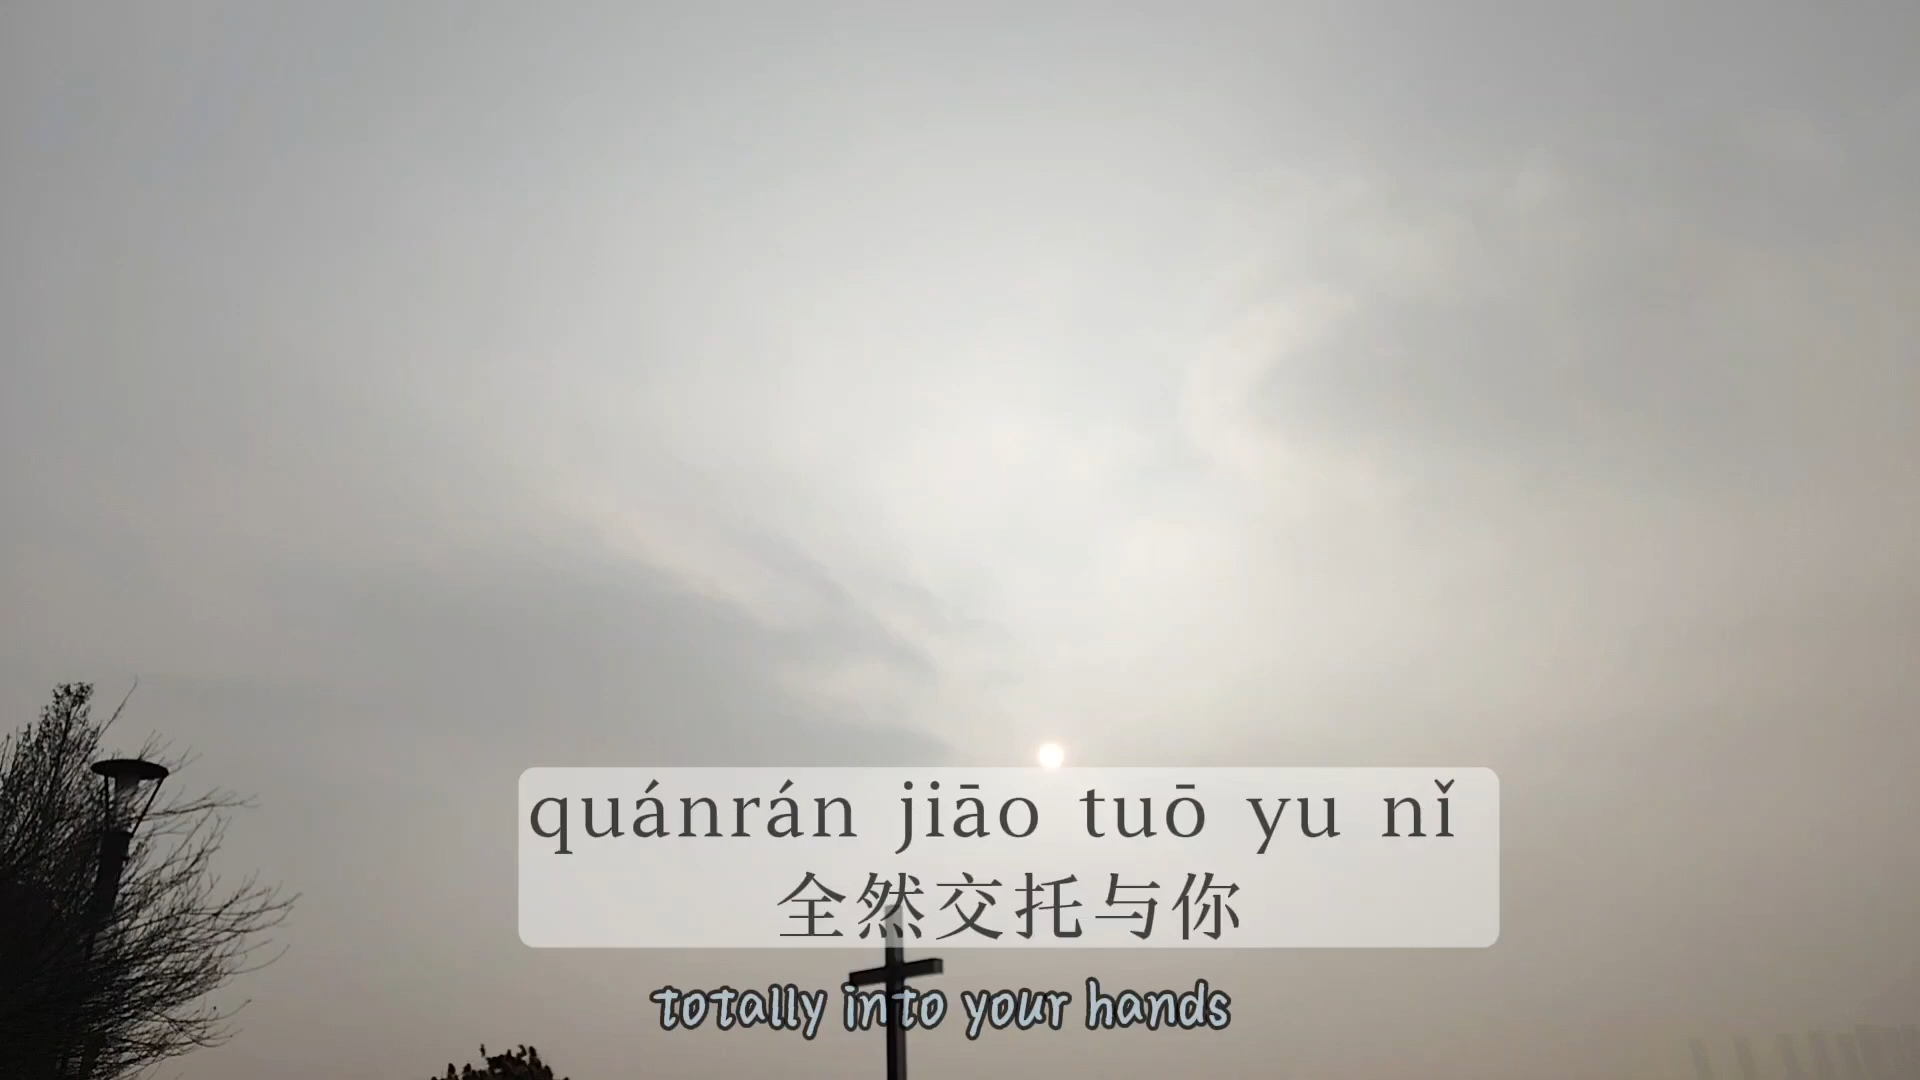 quánrán jiāo tuō yu nǐ
全然交托与你
totally into your hands